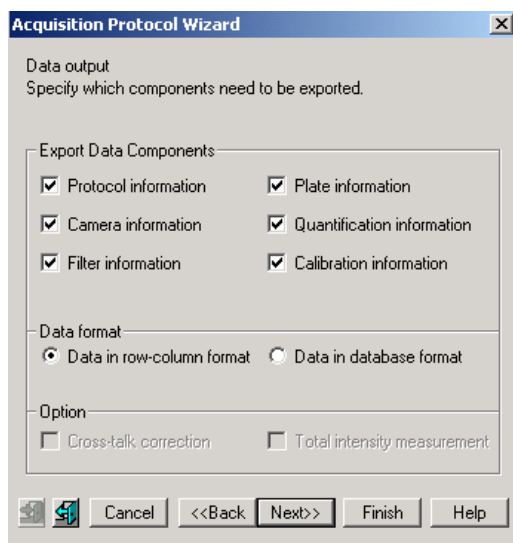 Acquisition Protocol Wizard
Data output
Specify which components need to be exported.
Export Data Components
Protocol information
Plate information
Camera information
Quantification information
Filter information
Calibration information
Data format
Data in row-column format
Data in database format
Option
Cross-talk correction
Total intensity measurement
Cancel
<<Back
Next>>
Finish
Help